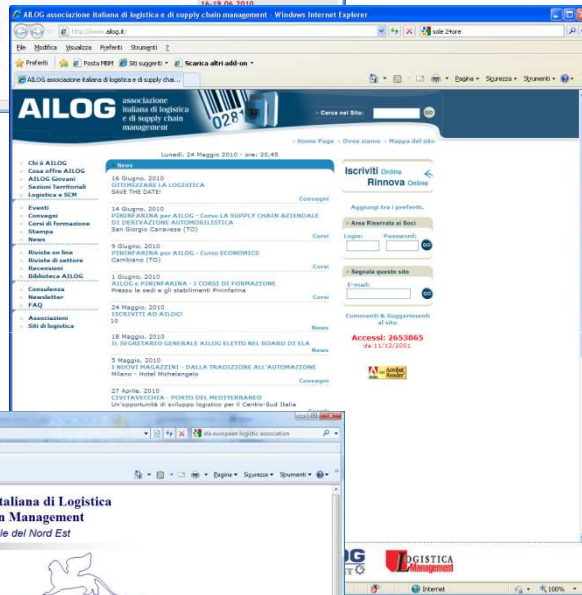 16-19.06.2010
AILOG associazione italiana di logistica e di supply chain management - Windows Internet Explorer
http://www.ailog.it/
sole 24ore
File Modifica Visualizza Preferiti Strumenti ?
Preferiti Posta MBM Siti suggeriti Scarica altri add-on
AILOG associazione italiana di logistica e di supply chai...
Pagina Sicurezza Strumenti
AILOG
associazione
italiana di logistica
e di supply chain
management
028
Cerca nel Sito: GO
Home Page Dove siamo Mappa del sito
Lunedì, 24 Maggio 2010 - ore: 20.45
Chi è AILOG
Cosa offre AILOG
AILOG Giovani
Sezioni Territoriali
Logistica e SCM
Eventi
Convegni
Corsi di formazione
Stampa
News
Riviste on line
Riviste di settore
Recensioni
Biblioteca AILOG
Consulenza
Newsletter
FAQ
Associazioni
Siti di logistica
News
16 Giugno, 2010
OTTIMIZZARE LA LOGISTICA
SAVE THE DATE!
Convegni
14 Giugno, 2010
PININFARINA per AILOG - Corso LA SUPPLY CHAIN AZIENDALE
DI DERIVAZIONE AUTOMOBILISTICA
San Giorgio Canavese (TO)
Corsi
9 Giugno, 2010
PININFARINA per AILOG - Corso ECONOMICS
Cambiano (TO)
Corsi
1 Giugno, 2010
AILOG e PININFARINA - I CORSI DI FORMAZIONE
Presso le sedi e gli stabilimenti Pininfarina
Corsi
24 Maggio, 2010
ISCRIVITI AD AILOG!
10
News
18 Maggio, 2010
IL SEGRETARIO GENERALE AILOG ELETTO NEL BOARD DI ELA
News
5 Maggio, 2010
I NUOVI MAGAZZINI - DALLA TRADIZIONE ALL'AUTOMAZIONE
Milano - Hotel Michelangelo
Convegni
27 Aprile, 2010
CIVITAVECCHIA - PORTO DEL MEDITERRANEO
Un'opportunità di sviluppo logistico per il Centro-Sud Italia
Iscriviti Online
Rinnova Online
Aggiungi tra i preferiti.
Area Riservata ai Soci
Login: Password:
GO
Segnala questo sito
E-mail:
GO
Commenti & Suggerimenti
al sito
Accessi: 2653865
da 11/12/2001
Get Acrobat
Reader
ela european logistic association
Pagina Sicurezza Strumenti
taliana di Logistica
n Management
le del Nord Est
LOGISTICA
Management
Internet 100%